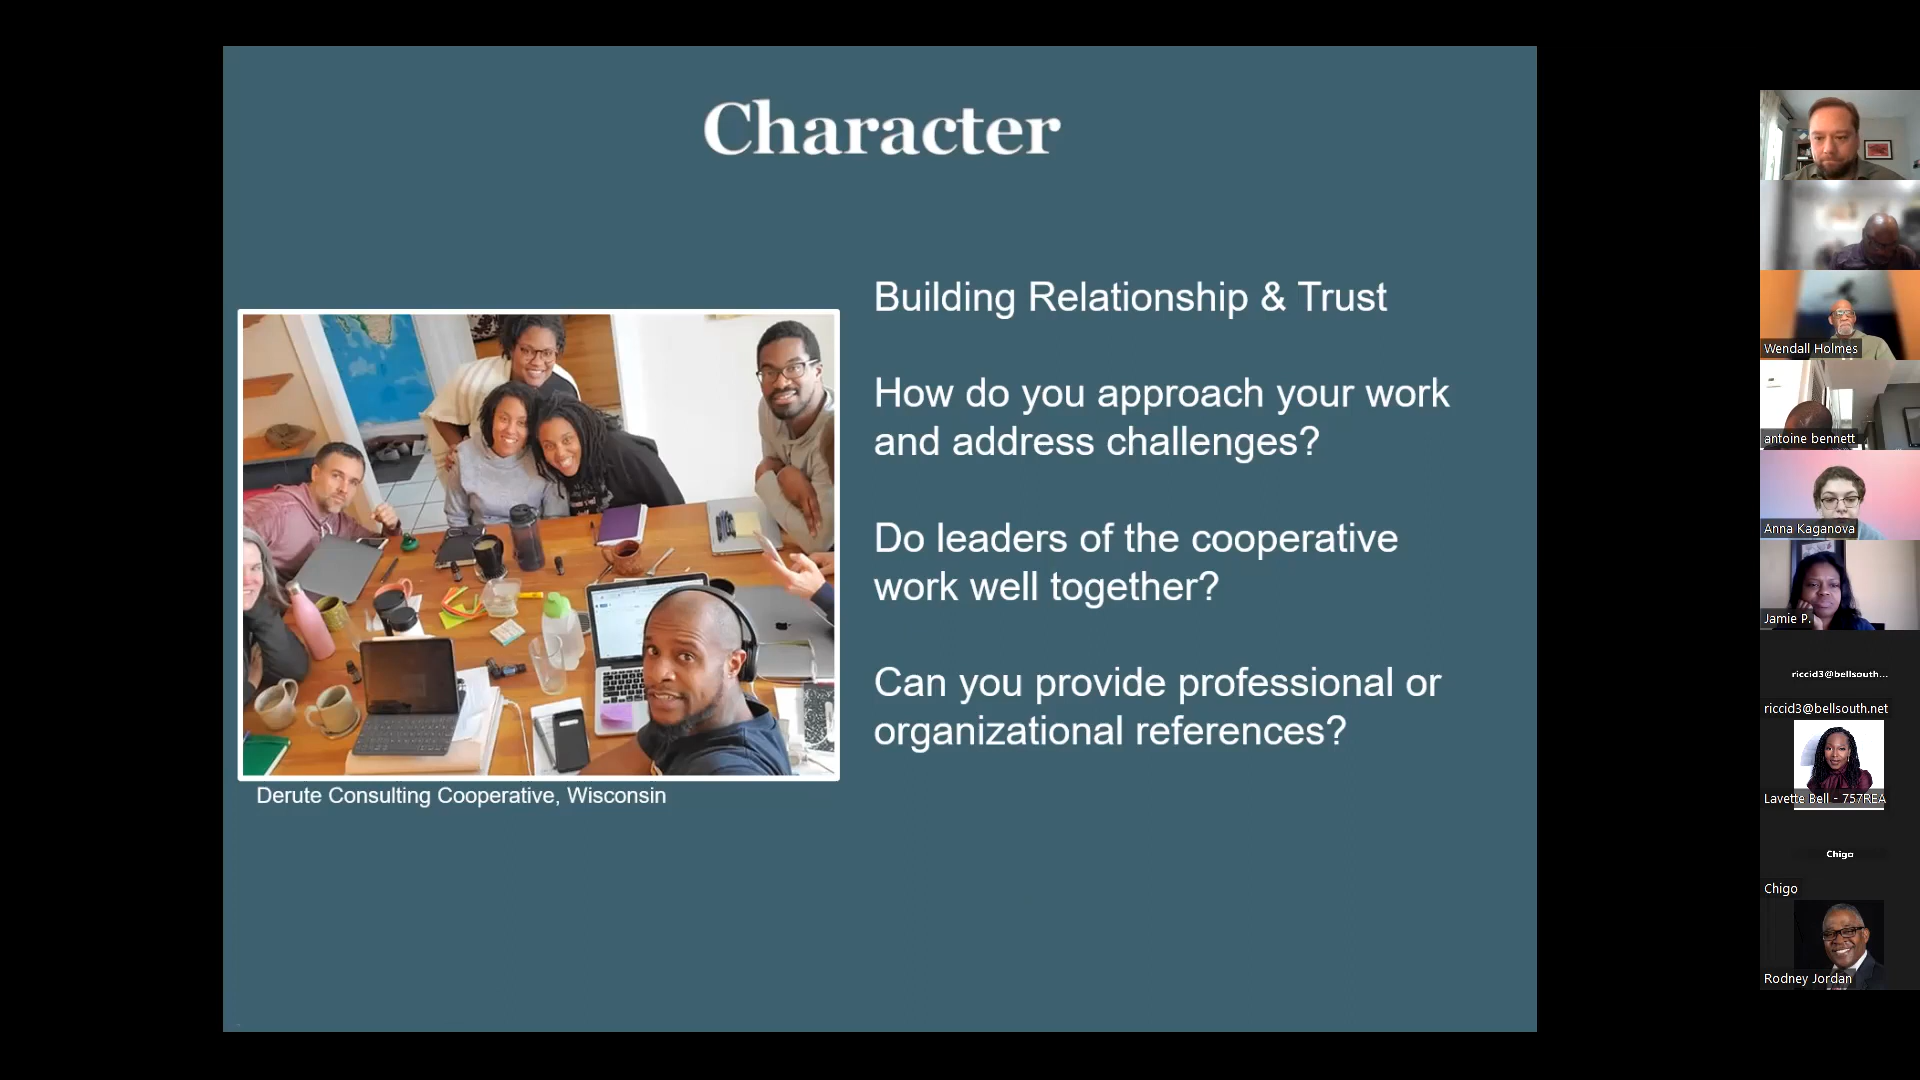 Character
Building Relationship & Trust
How do you approach your work
and address challenges?
Do leaders of the cooperative
work well together?
Can you provide professional or
organizational references?
Derute Consulting Cooperative, Wisconsin
Wendall Holmes
antoine bennett
Anna Kaganova
Jamie P.
riccid3@bellsouth...
riccid3@bellsouth.net
Lavette Bell - 757REA
Chigo
Chigo
Rodney Jordan